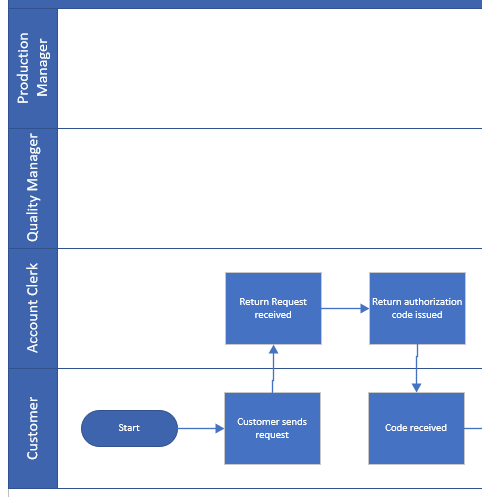 Production
Manager
Quality Manager
Account Clerk
Return Request
received
Return authorization
code issued
Customer
Start
Customer sends
request
Code received